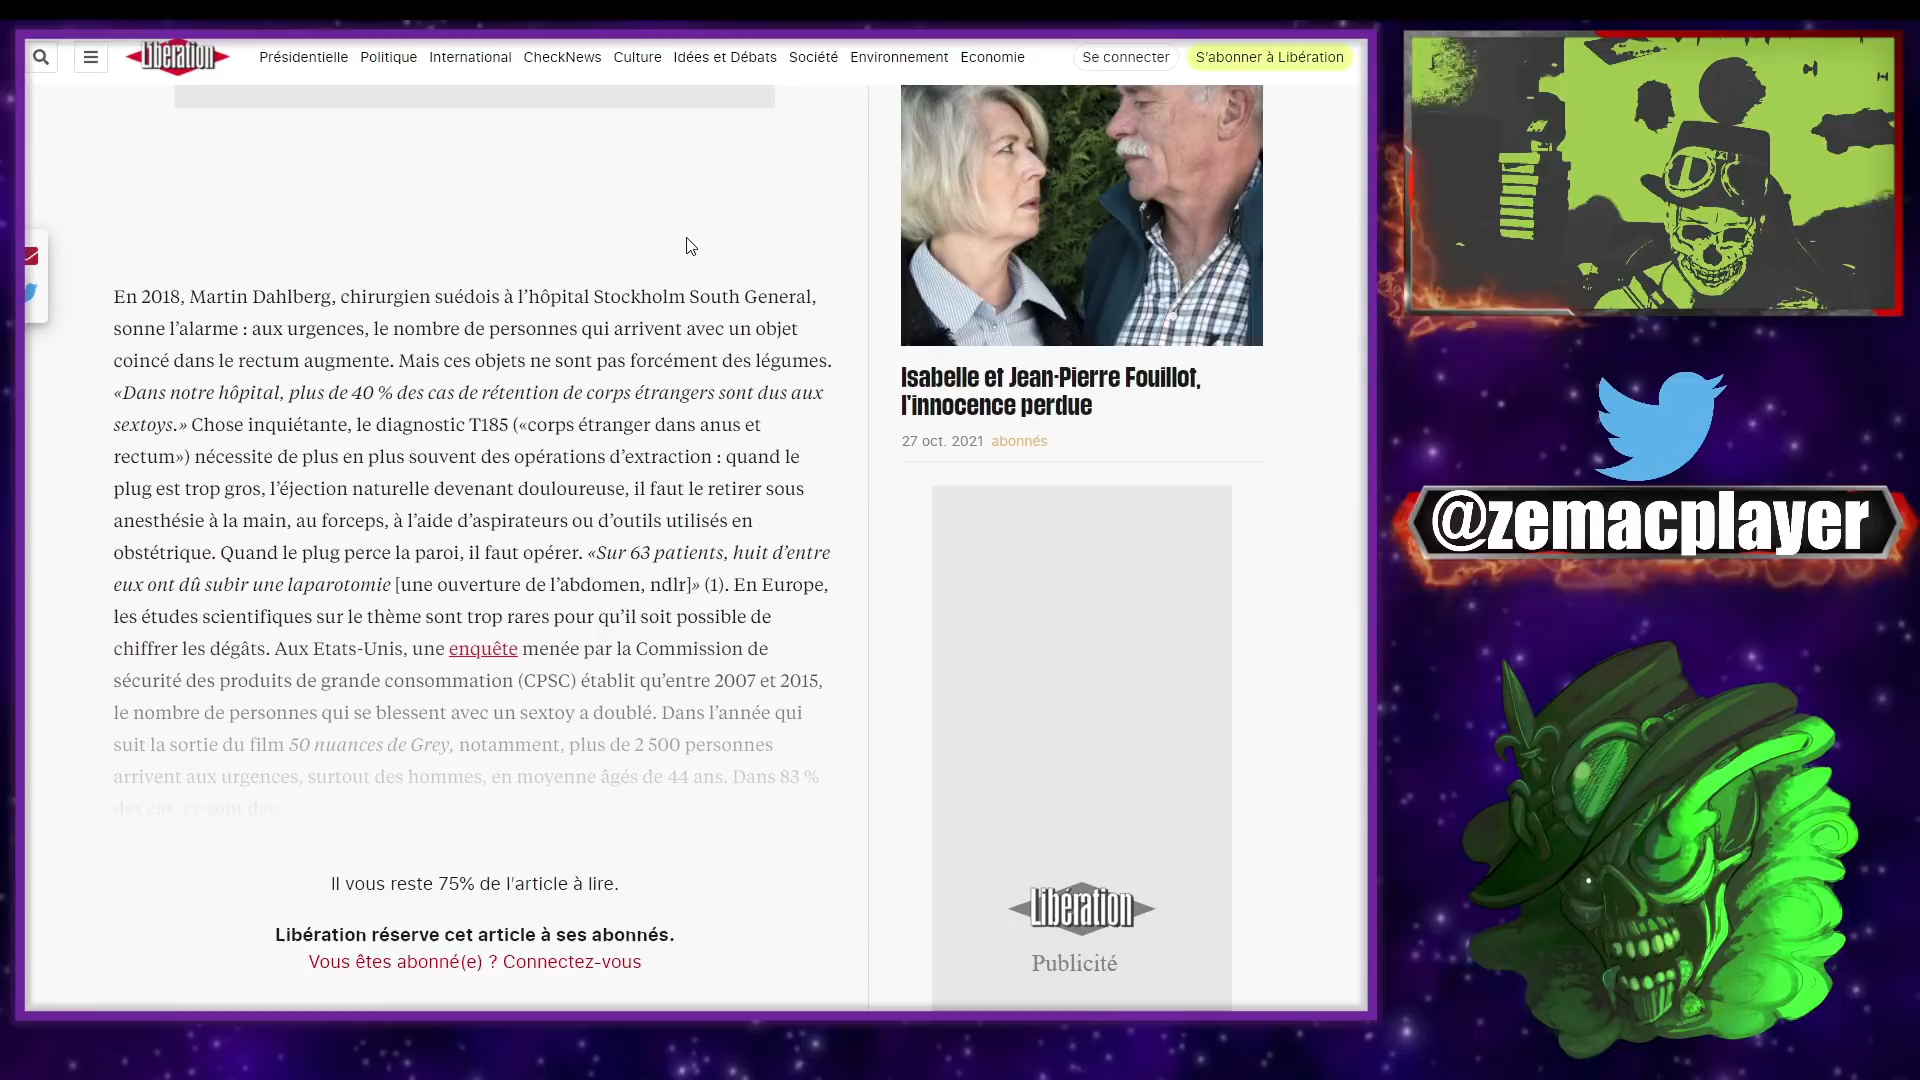 Libération
Présidentielle Politique International CheckNews Culture Idées et Débats Société Environnement Economie
Se connecter
S'abonner à Libération
En 2018, Martin Dahlberg, chirurgien suédois à l’hôpital Stockholm South General,
sonne l’alarme : aux urgences, le nombre de personnes qui arrivent avec un objet
coincé dans le rectum augmente. Mais ces objets ne sont pas forcément des légumes.
«Dans notre hôpital, plus de 40 % des cas de rétention de corps étrangers sont dus aux
sextoys.» Chose inquiétante, le diagnostic T185 («corps étranger dans anus et
rectum») nécessite de plus en plus souvent des opérations d’extraction : quand le
plug est trop gros, l’éjection naturelle devenant douloureuse, il faut le retirer sous
anesthésie à la main, au forceps, à l’aide d’aspirateurs ou d’outils utilisés en
obstétrique. Quand le plug perce la paroi, il faut opérer. «Sur 63 patients, huit d’entre
eux ont dû subir une laparotomie [une ouverture de l’abdomen, ndlr]» (1). En Europe,
les études scientifiques sur le thème sont trop rares pour qu’il soit possible de
chiffrer les dégâts. Aux Etats-Unis, une enquête menée par la Commission de
sécurité des produits de grande consommation (CPSC) établit qu’entre 2007 et 2015,
le nombre de personnes qui se blessent avec un sextoy a doublé. Dans l’année qui
suit la sortie du film 50 nuances de Grey, notamment, plus de 2 500 personnes
arrivent aux urgences, surtout des hommes, en moyenne âgés de 44 ans. Dans 83 %
des cas, ce sont des...
Il vous reste 75% de l’article à lire.
Libération réserve cet article à ses abonnés.
Vous êtes abonné(e) ? Connectez-vous
Isabelle et Jean-Pierre Fouillot,
l’innocence perdue
27 oct. 2021 abonnés
Libération
Publicité
@zemacplayer